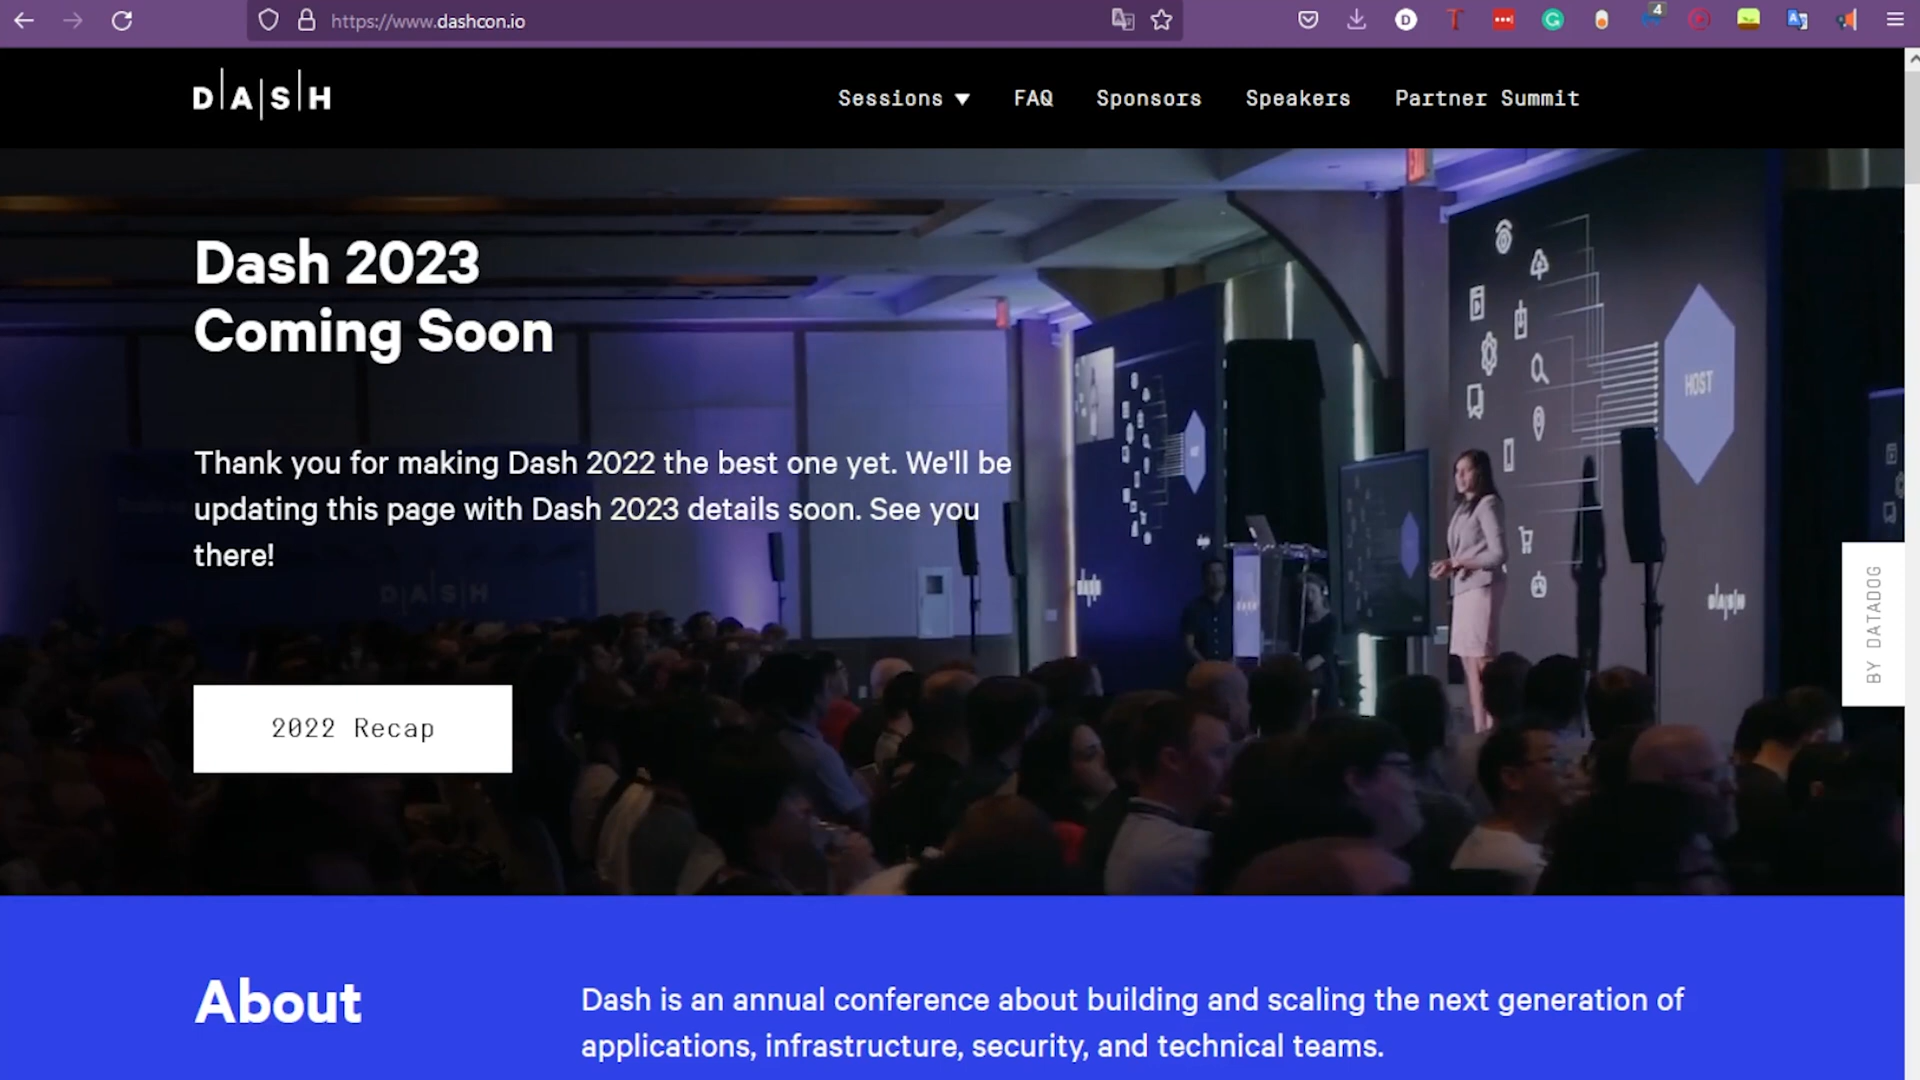 https://www.dashcon.io
4
D|A|S|H
Sessions ▼ FAQ Sponsors Speakers Partner Summit
Dash 2023
Coming Soon
Thank you for making Dash 2022 the best one yet. We'll be
updating this page with Dash 2023 details soon. See you
there!
2022 Recap
HOST
D|A|S|H
D|A|S|H
BY DATADOG
About
Dash is an annual conference about building and scaling the next generation of
applications, infrastructure, security, and technical teams.